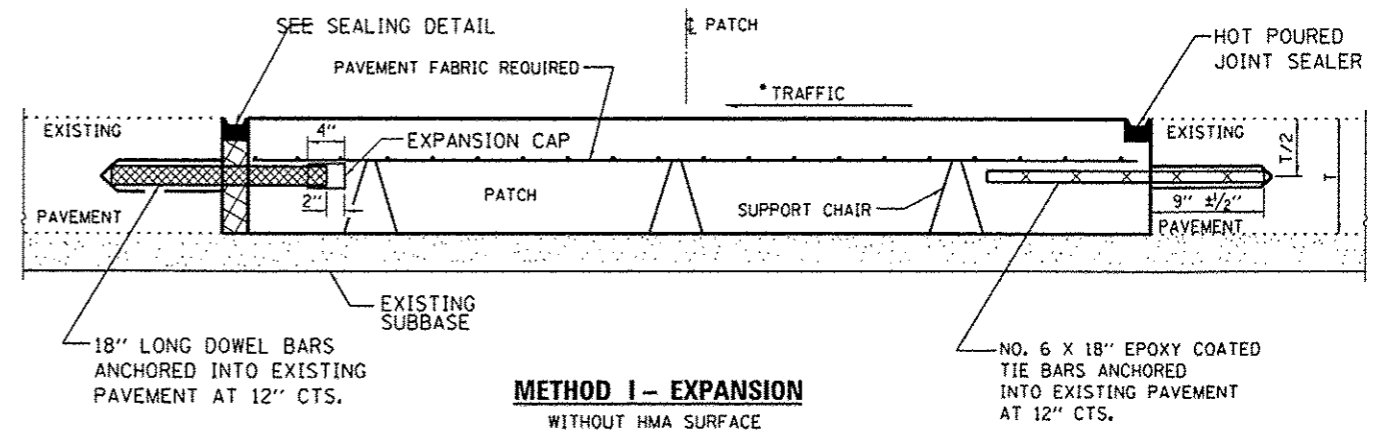 SEE SEALING DETAIL
℄ PATCH
HOT POURED
JOINT SEALER
PAVEMENT FABRIC REQUIRED
* TRAFFIC
EXISTING
4"
EXPANSION CAP
EXISTING
T/2
T
PATCH
2"
SUPPORT CHAIR
9" ±1/2"
PAVEMENT
PAVEMENT
EXISTING
SUBBASE
18" LONG DOWEL BARS
ANCHORED INTO EXISTING
PAVEMENT AT 12" CTS.
NO. 6 X 18" EPOXY COATED
TIE BARS ANCHORED
INTO EXISTING PAVEMENT
AT 12" CTS.
METHOD I – EXPANSION
WITHOUT HMA SURFACE